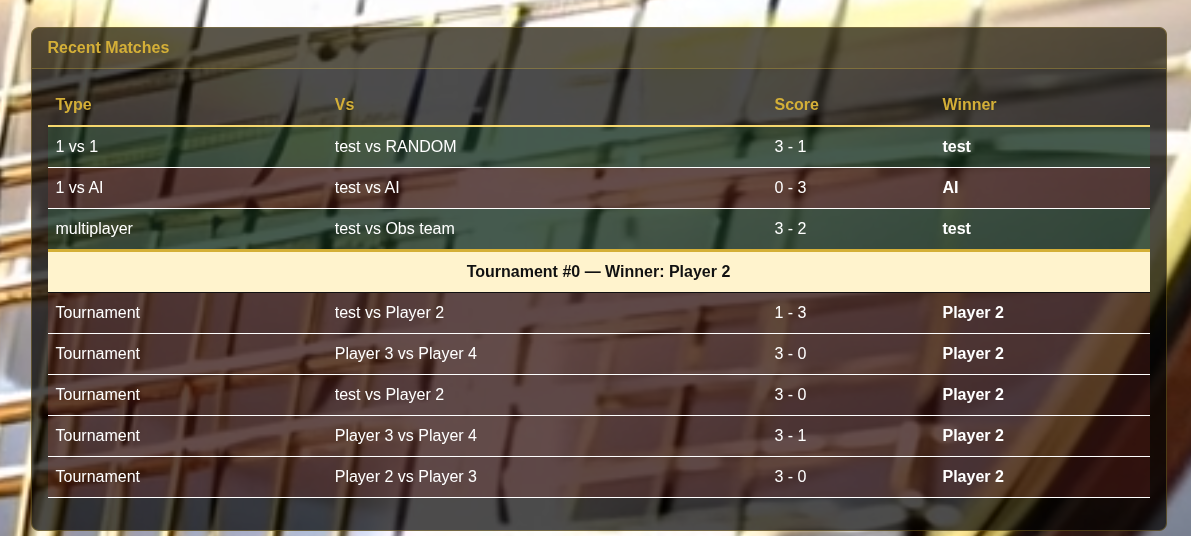 Recent Matches
Type Vs Score Winner
1 vs 1 test vs RANDOM 3 - 1 test
1 vs AI test vs AI 0 - 3 AI
multiplayer test vs Obs team 3 - 2 test
Tournament #0 — Winner: Player 2
Tournament test vs Player 2 1 - 3 Player 2
Tournament Player 3 vs Player 4 3 - 0 Player 2
Tournament test vs Player 2 3 - 0 Player 2
Tournament Player 3 vs Player 4 3 - 1 Player 2
Tournament Player 2 vs Player 3 3 - 0 Player 2